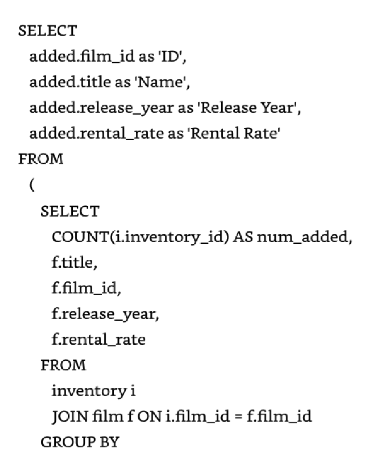 SELECT
added.film_id as 'ID',
added.title as 'Name',
added.release_year as 'Release Year',
added.rental_rate as 'Rental Rate'
FROM
(
SELECT
COUNT(i.inventory_id) AS num_added,
f.title,
f.film_id,
f.release_year,
f.rental_rate
FROM
inventory i
JOIN film f ON i.film_id = f.film_id
GROUP BY